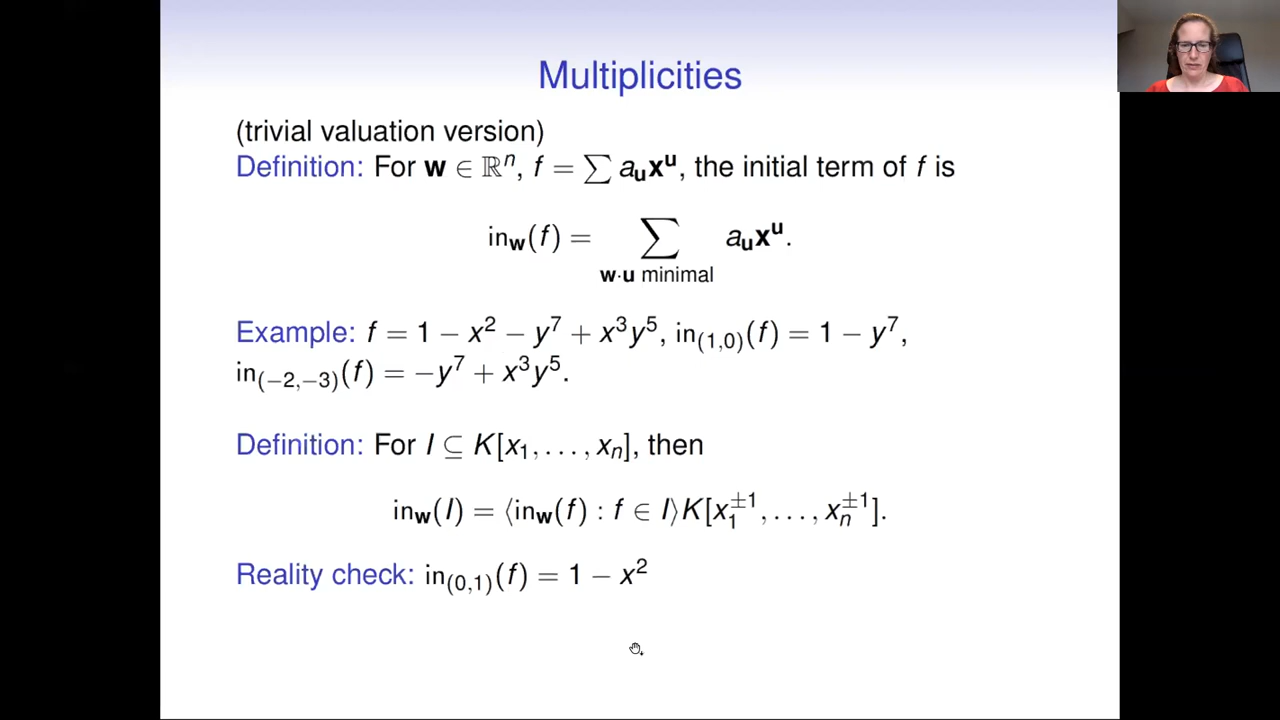 Multiplicities
(trivial valuation version)
Definition: For w ∈ ℝⁿ, f = ∑ a_u x^u, the initial term of f is
in_w(f) = ∑ a_u x^u.
w·u minimal
Example: f = 1 − x² − y⁷ + x³y⁵, in_(1,0)(f) = 1 − y⁷,
in_(−2,−3)(f) = −y⁷ + x³y⁵.
Definition: For I ⊆ K[x₁, . . . , xₙ], then
in_w(I) = ⟨in_w(f) : f ∈ I⟩K[x₁^±1, . . . , xₙ^±1].
Reality check: in_(0,1)(f) = 1 − x²